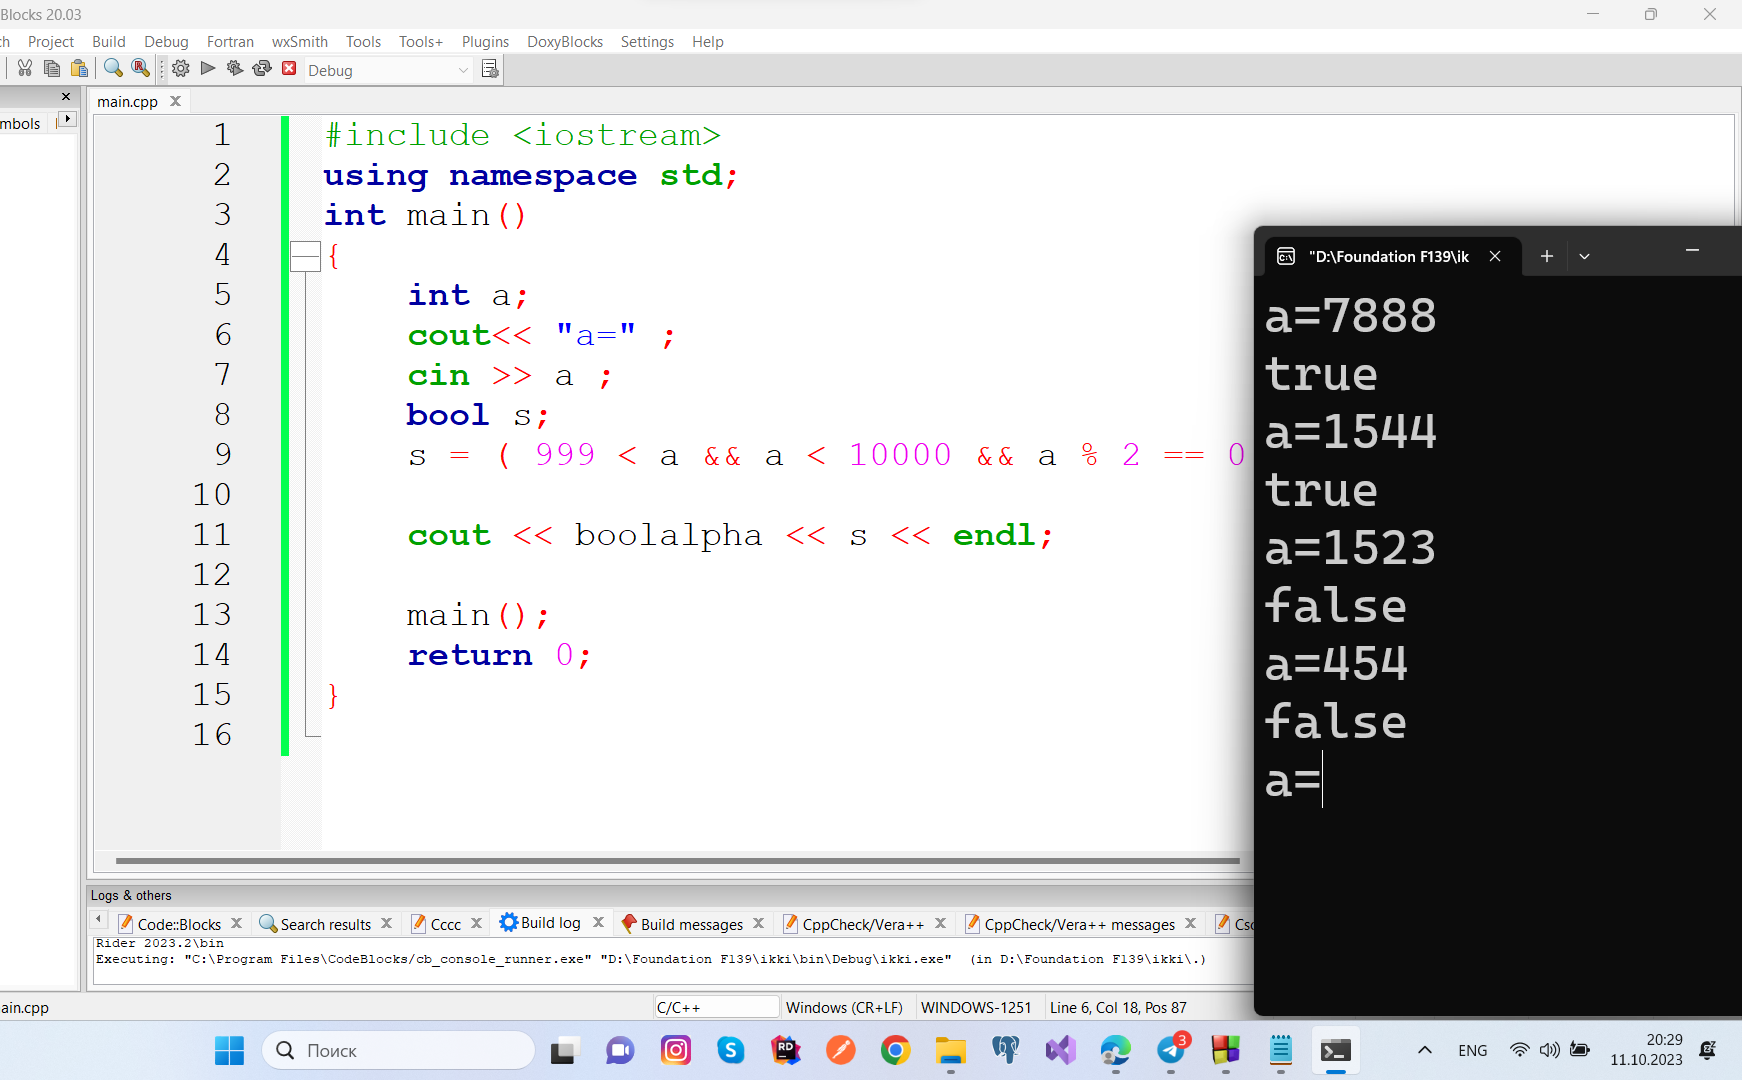 Blocks 20.03
ch Project Build Debug Fortran wxSmith Tools Tools+ Plugins DoxyBlocks Settings Help
Debug
main.cpp
mbols
1 #include <iostream>
2 using namespace std;
3 int main()
4 {
5 int a;
6 cout<< "a=" ;
7 cin >> a ;
8 bool s;
9 s = ( 999 < a && a < 10000 && a % 2 == 0
10
11 cout << boolalpha << s << endl;
12
13 main();
14 return 0;
15 }
16
"D:\Foundation F139\ik
a=7888
true
a=1544
true
a=1523
false
a=454
false
a=
Logs & others
Code::Blocks Search results Cccc Build log Build messages CppCheck/Vera++ CppCheck/Vera++ messages Csc
Rider 2023.2\bin
Executing: "C:\Program Files\CodeBlocks/cb_console_runner.exe" "D:\Foundation F139\ikki\bin\Debug\ikki.exe" (in D:\Foundation F139\ikki\.)
ain.cpp C/C++ Windows (CR+LF) WINDOWS-1251 Line 6, Col 18, Pos 87
Поиск RD 3 ENG 20:29
11.10.2023